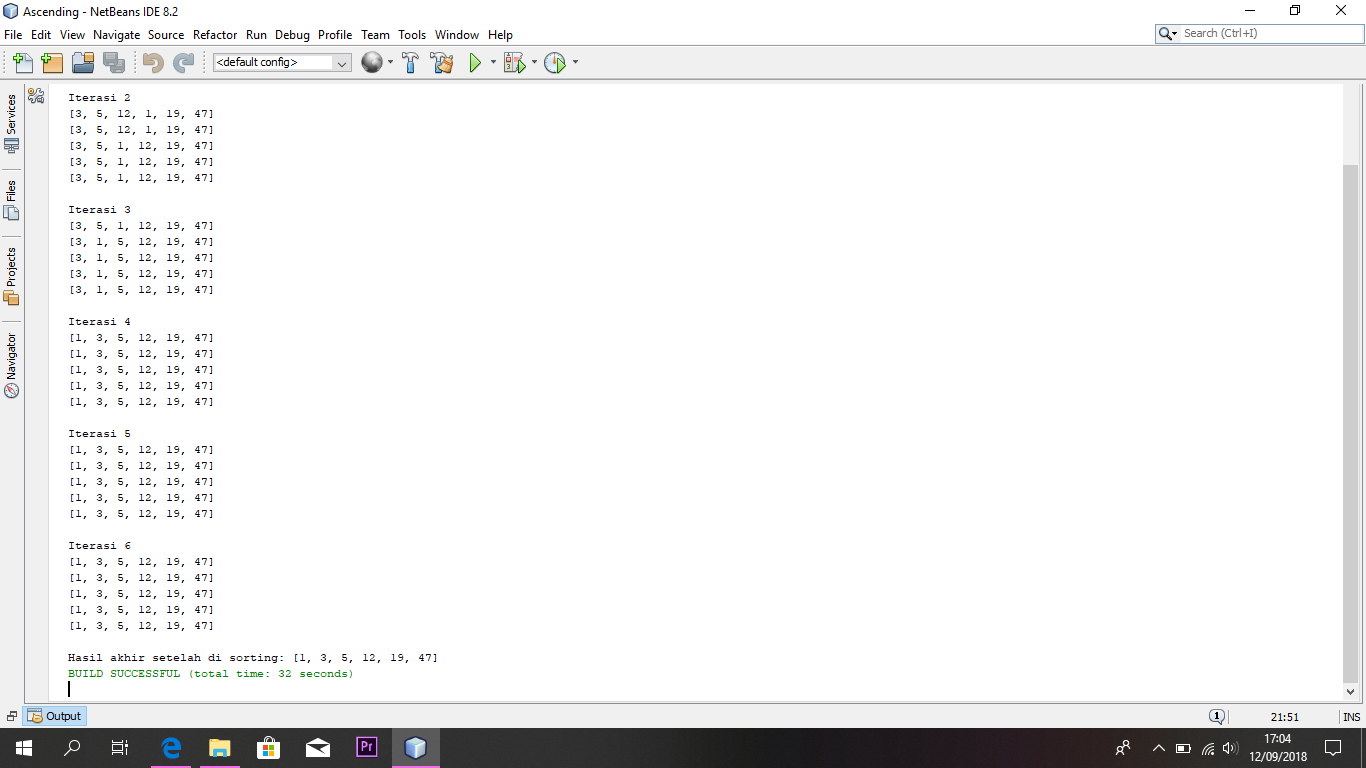 Ascending - NetBeans IDE 8.2
File Edit View Navigate Source Refactor Run Debug Profile Team Tools Window Help
Search (Ctrl+I)
<default config>
Services
Files
Projects
Navigator
Iterasi 2
[3, 5, 12, 1, 19, 47]
[3, 5, 12, 1, 19, 47]
[3, 5, 1, 12, 19, 47]
[3, 5, 1, 12, 19, 47]
[3, 5, 1, 12, 19, 47]
Iterasi 3
[3, 5, 1, 12, 19, 47]
[3, 1, 5, 12, 19, 47]
[3, 1, 5, 12, 19, 47]
[3, 1, 5, 12, 19, 47]
[3, 1, 5, 12, 19, 47]
Iterasi 4
[1, 3, 5, 12, 19, 47]
[1, 3, 5, 12, 19, 47]
[1, 3, 5, 12, 19, 47]
[1, 3, 5, 12, 19, 47]
[1, 3, 5, 12, 19, 47]
Iterasi 5
[1, 3, 5, 12, 19, 47]
[1, 3, 5, 12, 19, 47]
[1, 3, 5, 12, 19, 47]
[1, 3, 5, 12, 19, 47]
[1, 3, 5, 12, 19, 47]
Iterasi 6
[1, 3, 5, 12, 19, 47]
[1, 3, 5, 12, 19, 47]
[1, 3, 5, 12, 19, 47]
[1, 3, 5, 12, 19, 47]
[1, 3, 5, 12, 19, 47]
Hasil akhir setelah di sorting: [1, 3, 5, 12, 19, 47]
BUILD SUCCESSFUL (total time: 32 seconds)
Output
1
21:51
INS
Pr
17:04
12/09/2018